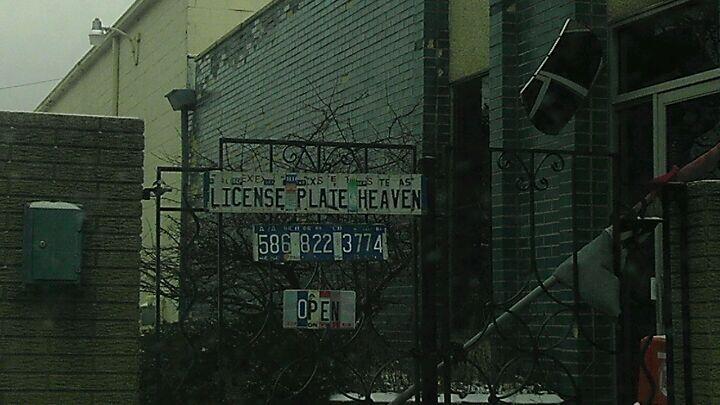 LICENSE PLATE HEAVEN
586 822 3774
OPEN